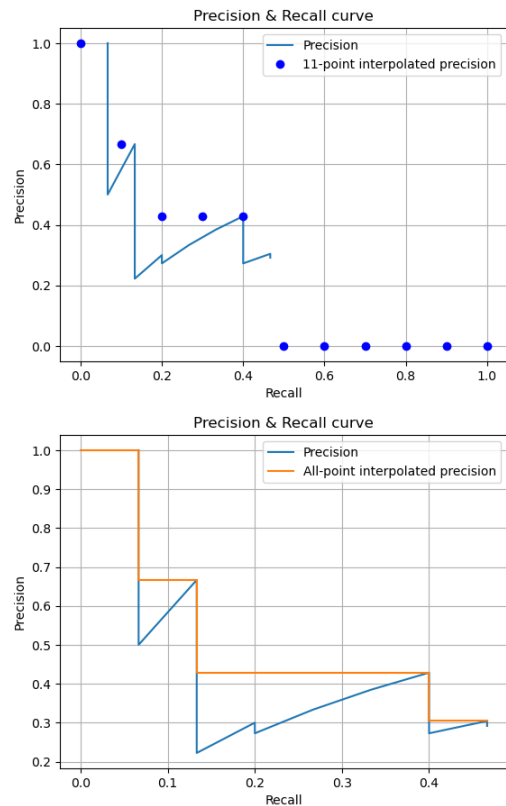 Precision & Recall curve
Precision
11-point interpolated precision
1.0
0.8
0.6
0.4
0.2
0.0
Precision
0.0 0.2 0.4 0.6 0.8 1.0
Recall
Precision & Recall curve
Precision
All-point interpolated precision
1.0
0.9
0.8
0.7
0.6
0.5
0.4
0.3
0.2
Precision
0.0 0.1 0.2 0.3 0.4
Recall